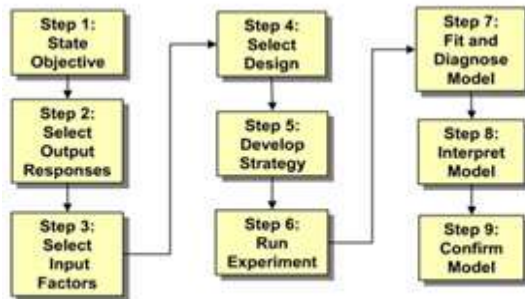 Step 1:
State
Objective
Step 2:
Select
Output
Responses
Step 3:
Select
Input
Factors
Step 4:
Select
Design
Step 5:
Develop
Strategy
Step 6:
Run
Experiment
Step 7:
Fit and
Diagnose
Model
Step 8:
Interpret
Model
Step 9:
Confirm
Model